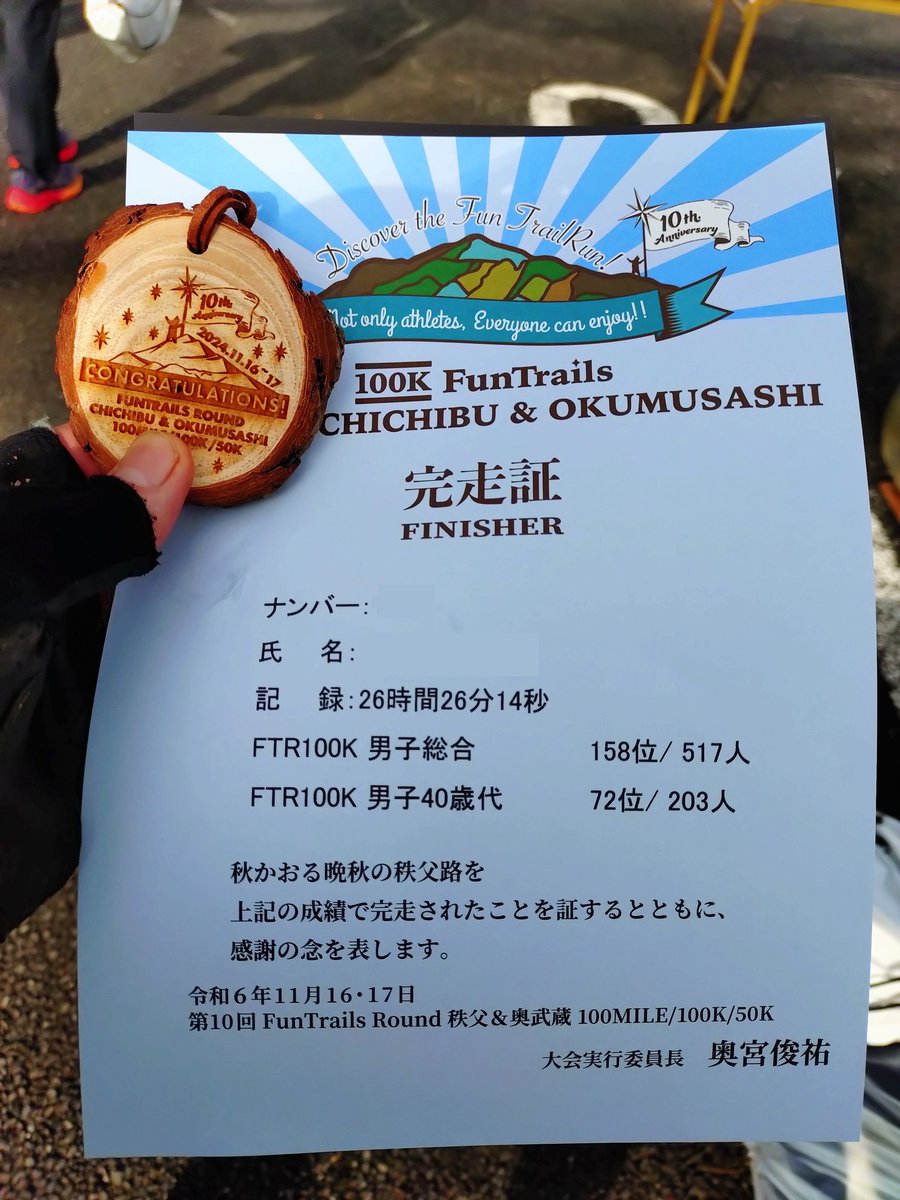 Discover the Fun TrailRun!
10th
Anniversary
Not only athletes, Everyone can enjoy!!
100K FunTrails
CHICHIBU & OKUMUSASHI
完走証
FINISHER
ナンバー:
氏 名:
記 録:26時間26分14秒
FTR100K 男子総合 158位/ 517人
FTR100K 男子40歳代 72位/ 203人
秋かおる晩秋の秩父路を
上記の成績で完走されたことを証するとともに、
感謝の念を表します。
令和6年11月16・17日
第10回 FunTrails Round 秩父&奥武蔵 100MILE/100K/50K
大会実行委員長 奥宮俊祐
10th
Anniversary
2024.11.16~17
CONGRATULATIONS!
FUNTRAILS ROUND
CHICHIBU & OKUMUSASHI
/100K/50K